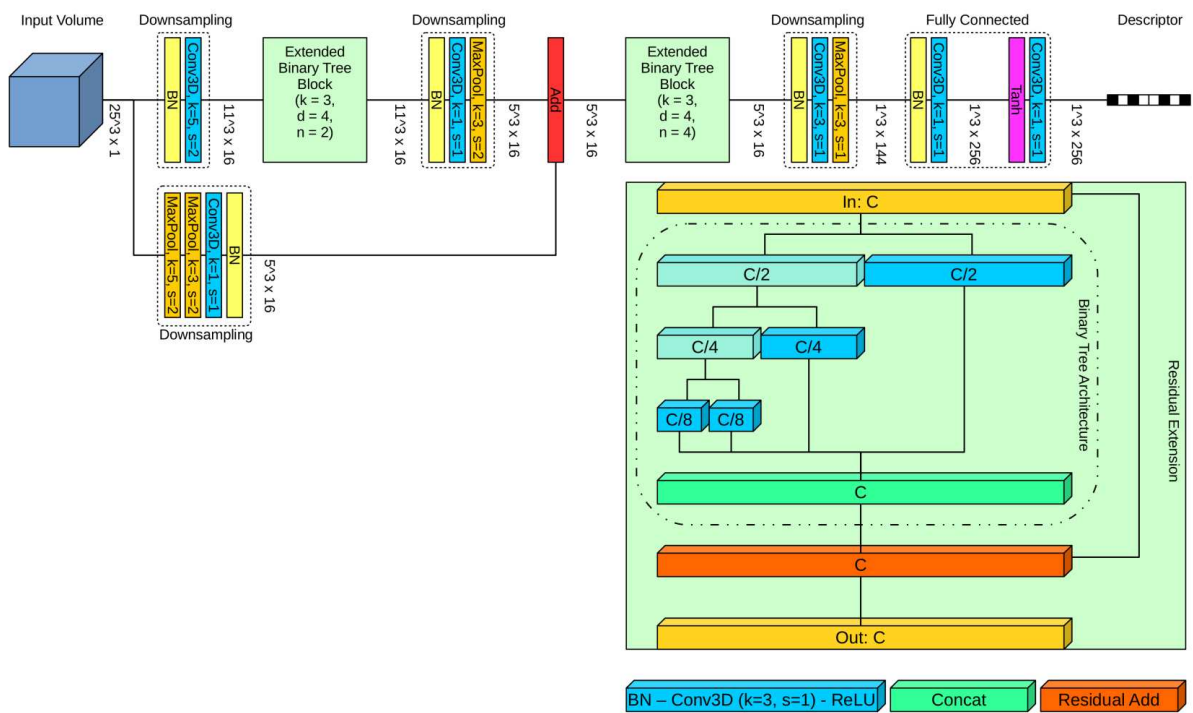 Input Volume
Downsampling
Downsampling
Downsampling
Fully Connected
Descriptor
25^3 x 1
BN
Conv3D, k=5, s=2
11^3 x 16
Extended
Binary Tree
Block
(k = 3,
d = 4,
n = 2)
11^3 x 16
BN
Conv3D, k=1, s=1
MaxPool, k=3, s=2
5^3 x 16
Add
5^3 x 16
Extended
Binary Tree
Block
(k = 3,
d = 4,
n = 4)
5^3 x 16
BN
Conv3D, k=3, s=1
MaxPool, k=3, s=1
1^3 x 144
BN
Conv3D, k=1, s=1
1^3 x 256
Tanh
Conv3D, k=1, s=1
1^3 x 256
MaxPool, k=5, s=2
MaxPool, k=3, s=2
Conv3D, k=1, s=1
BN
5^3 x 16
Downsampling
In: C
C/2
C/2
C/4
C/4
C/8
C/8
C
C
Out: C
Binary Tree Architecture
Residual Extension
BN – Conv3D (k=3, s=1) - ReLU
Concat
Residual Add